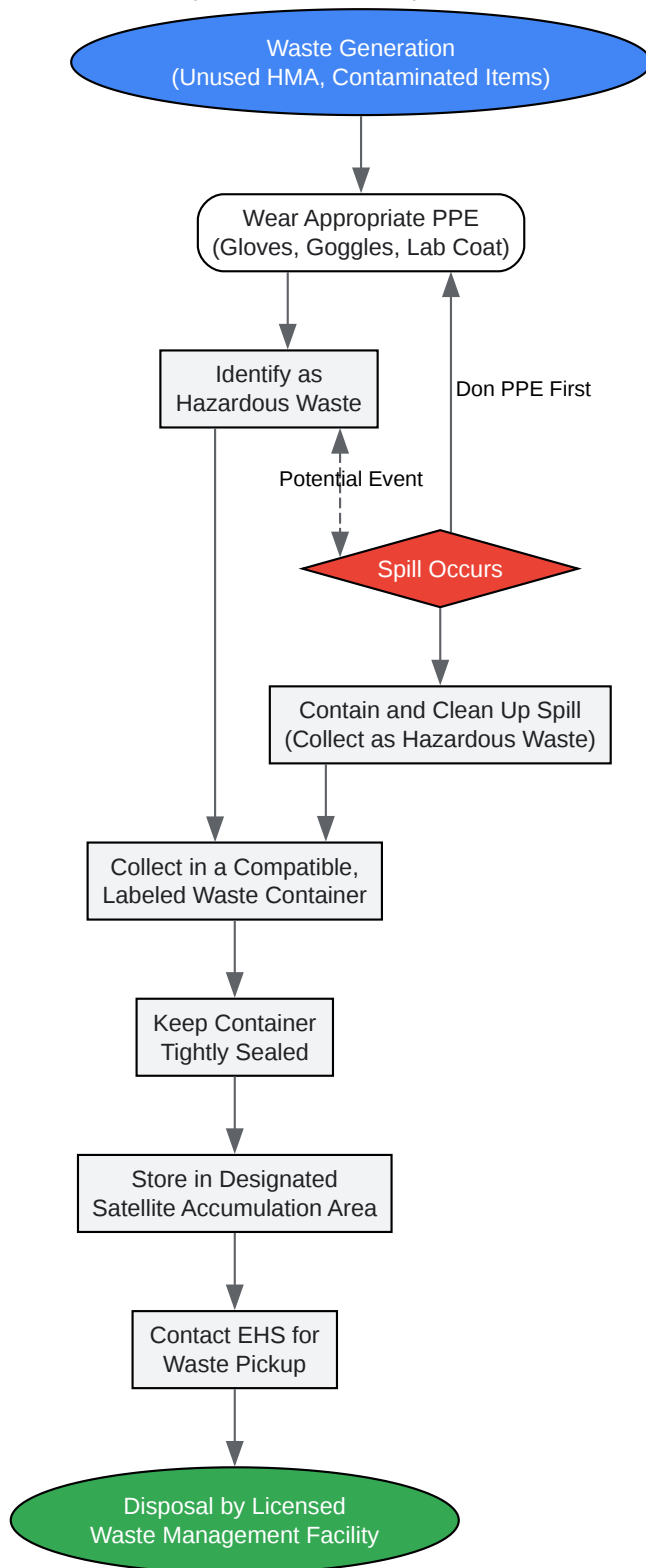 Waste Generation
(Unused HMA, Contaminated Items)
Wear Appropriate PPE
(Gloves, Goggles, Lab Coat)
Identify as
Hazardous Waste
Don PPE First
Potential Event
Spill Occurs
Contain and Clean Up Spill
(Collect as Hazardous Waste)
Collect in a Compatible,
Labeled Waste Container
Keep Container
Tightly Sealed
Store in Designated
Satellite Accumulation Area
Contact EHS for
Waste Pickup
Disposal by Licensed
Waste Management Facility